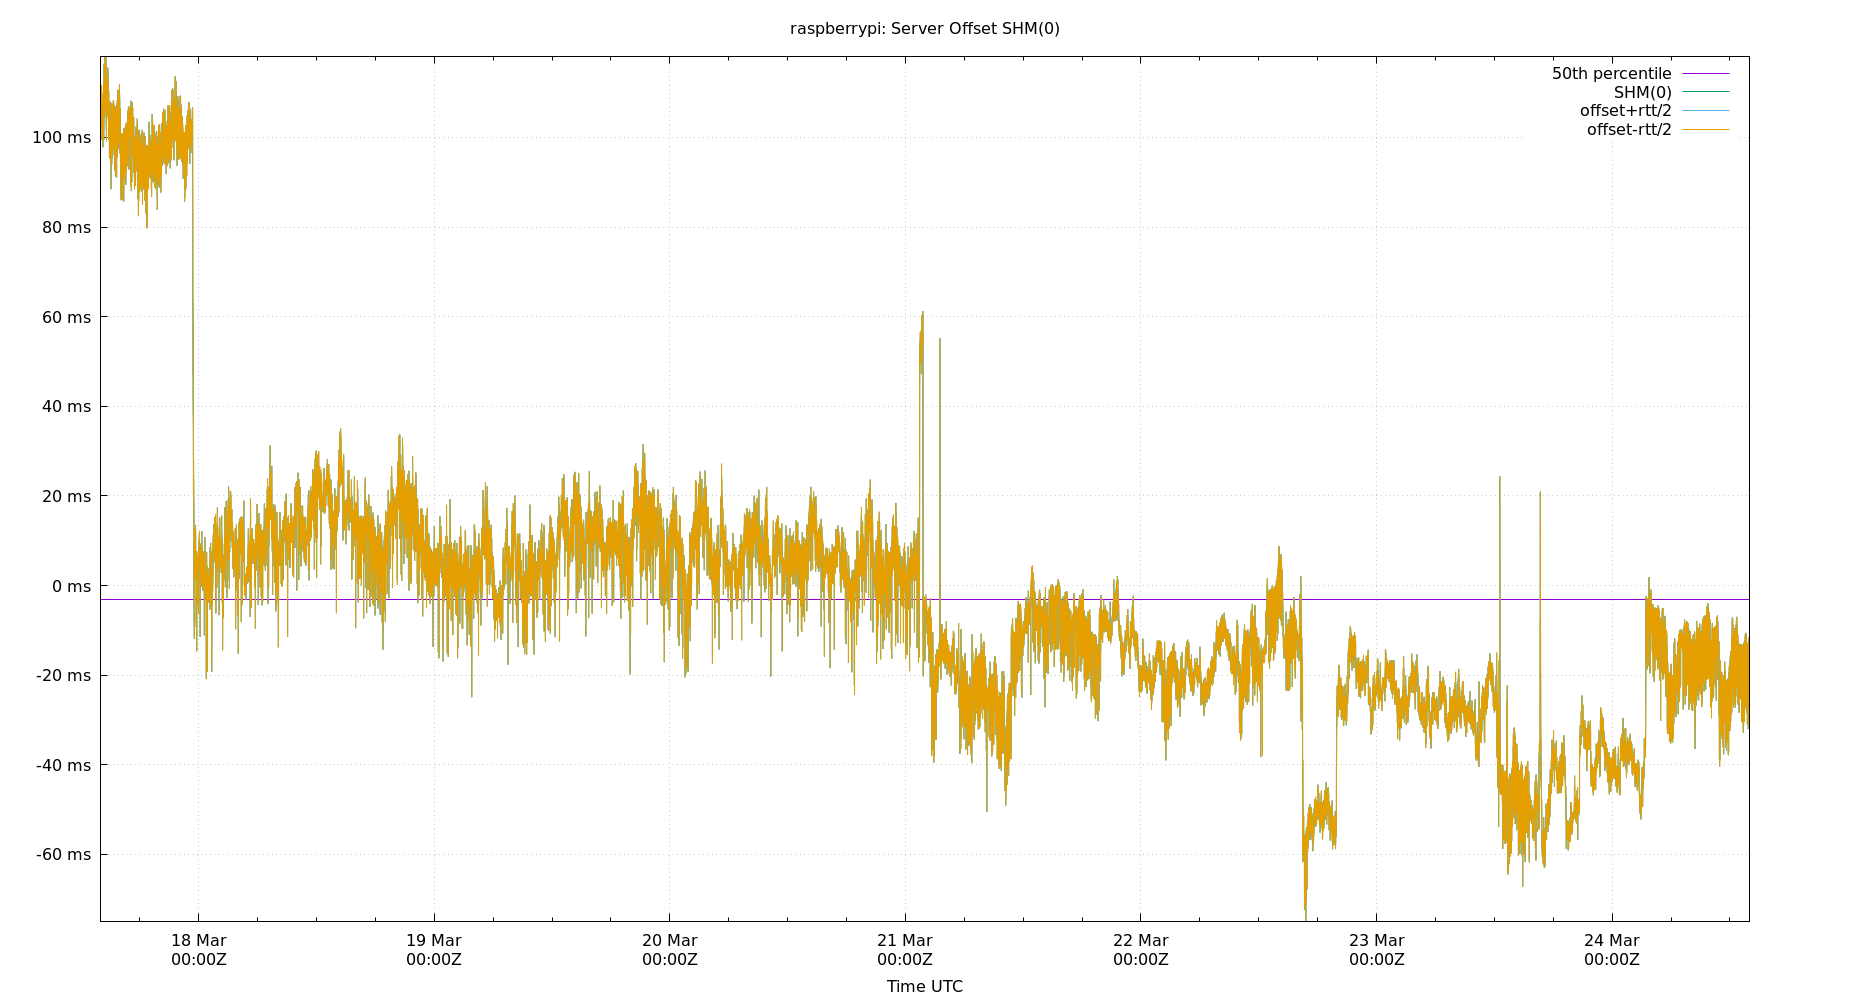 raspberrypi: Server Offset SHM(0)
50th percentile
SHM(0)
offset+rtt/2
offset-rtt/2
100 ms
80 ms
60 ms
40 ms
20 ms
0 ms
-20 ms
-40 ms
-60 ms
18 Mar 19 Mar 20 Mar 21 Mar 22 Mar 23 Mar 24 Mar
00:00Z 00:00Z 00:00Z 00:00Z 00:00Z 00:00Z 00:00Z
Time UTC